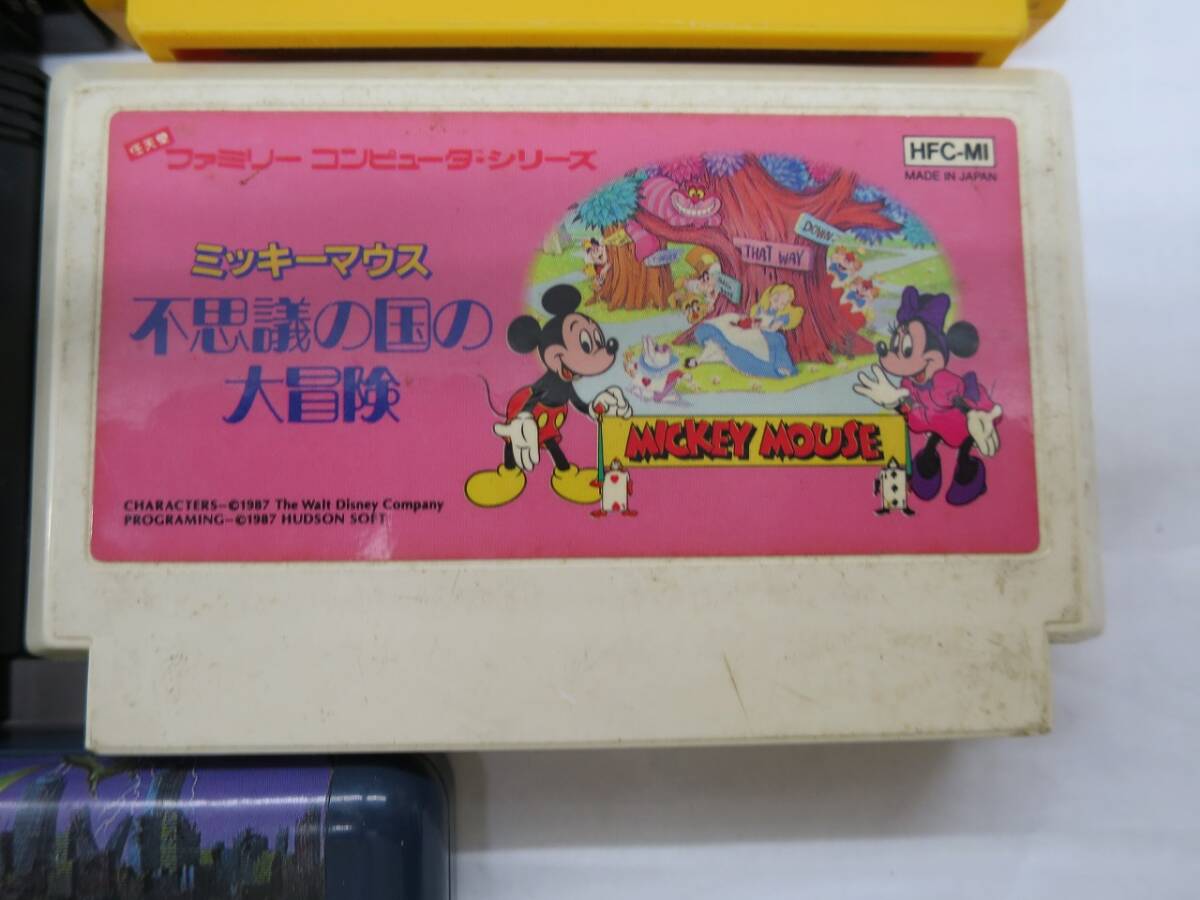 任天堂
ファミリー コンピュータ・シリーズ
HFC-MI
MADE IN JAPAN
ミッキーマウス
不思議の国の
大冒険
DOWN
THAT WAY
MICKEY MOUSE
CHARACTERS–©1987 The Walt Disney Company
PROGRAMING–©1987 HUDSON SOFT